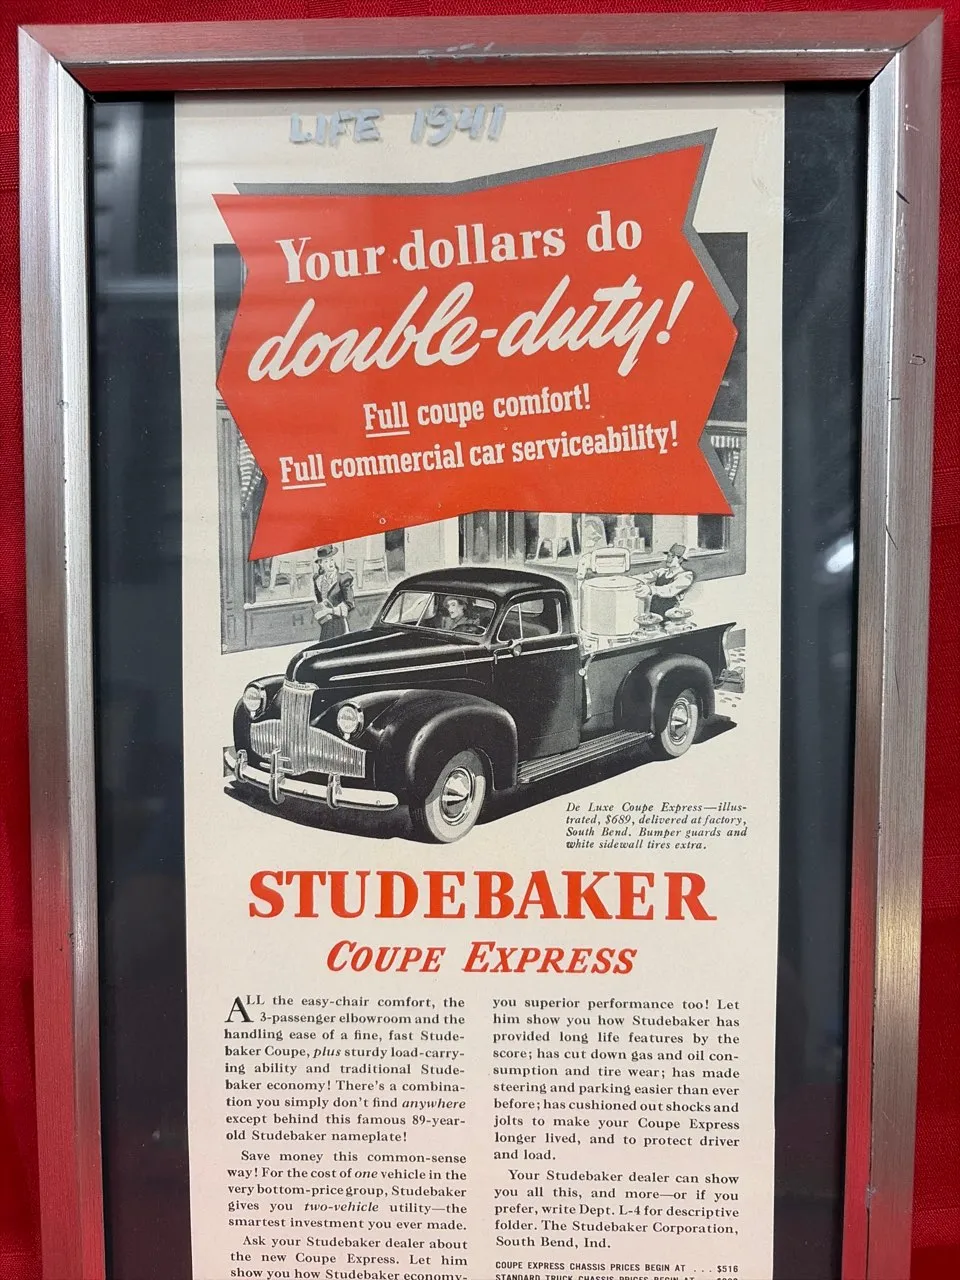 LIFE 1941
Your dollars do
double-duty!
Full coupe comfort!
Full commercial car serviceability!
De Luxe Coupe Express—illus-
trated, $689, delivered at factory,
South Bend. Bumper guards and
white sidewall tires extra.
STUDEBAKER
COUPE EXPRESS
ALL the easy-chair comfort, the
3-passenger elbowroom and the
handling ease of a fine, fast Stude-
baker Coupe, plus sturdy load-carry-
ing ability and traditional Stude-
baker economy! There's a combina-
tion you simply don't find anywhere
except behind this famous 89-year-
old Studebaker nameplate!
Save money this common-sense
way! For the cost of one vehicle in the
very bottom-price group, Studebaker
gives you two-vehicle utility—the
smartest investment you ever made.
Ask your Studebaker dealer about
the new Coupe Express. Let him
show you how Studebaker economy-
you superior performance too! Let
him show you how Studebaker has
provided long life features by the
score; has cut down gas and oil con-
sumption and tire wear; has made
steering and parking easier than ever
before; has cushioned out shocks and
jolts to make your Coupe Express
longer lived, and to protect driver
and load.
Your Studebaker dealer can show
you all this, and more—or if you
prefer, write Dept. L-4 for descriptive
folder. The Studebaker Corporation,
South Bend, Ind.
COUPE EXPRESS CHASSIS PRICES BEGIN AT . . . $516
STANDARD TRUCK CHASSIS PRICES BEGIN AT